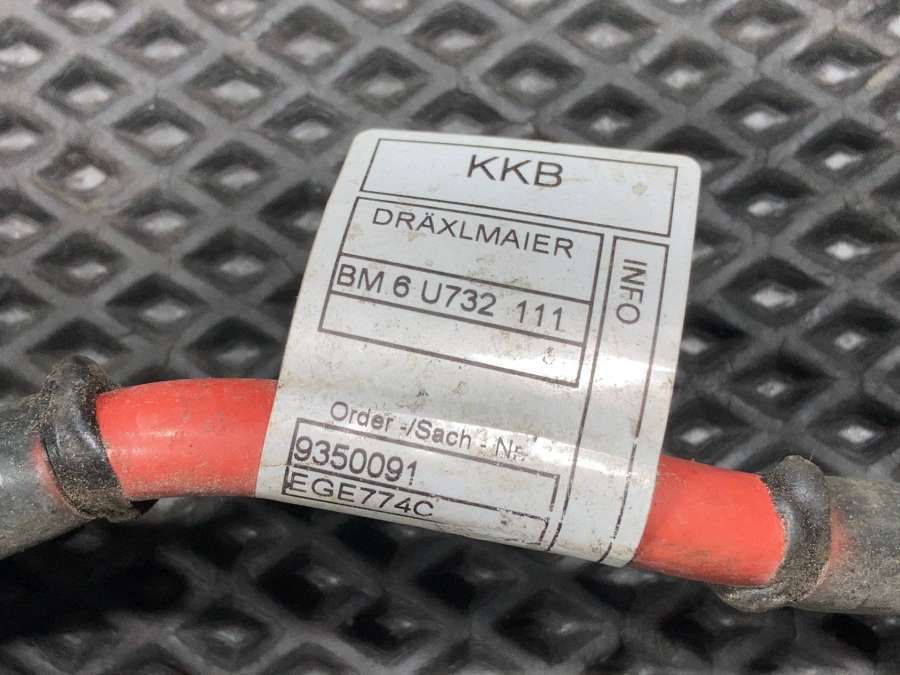 KKB
DRÄXLMAIER
INFO
BM 6 U732 111
Order -/Sach - Nr
9350091
EGE774C